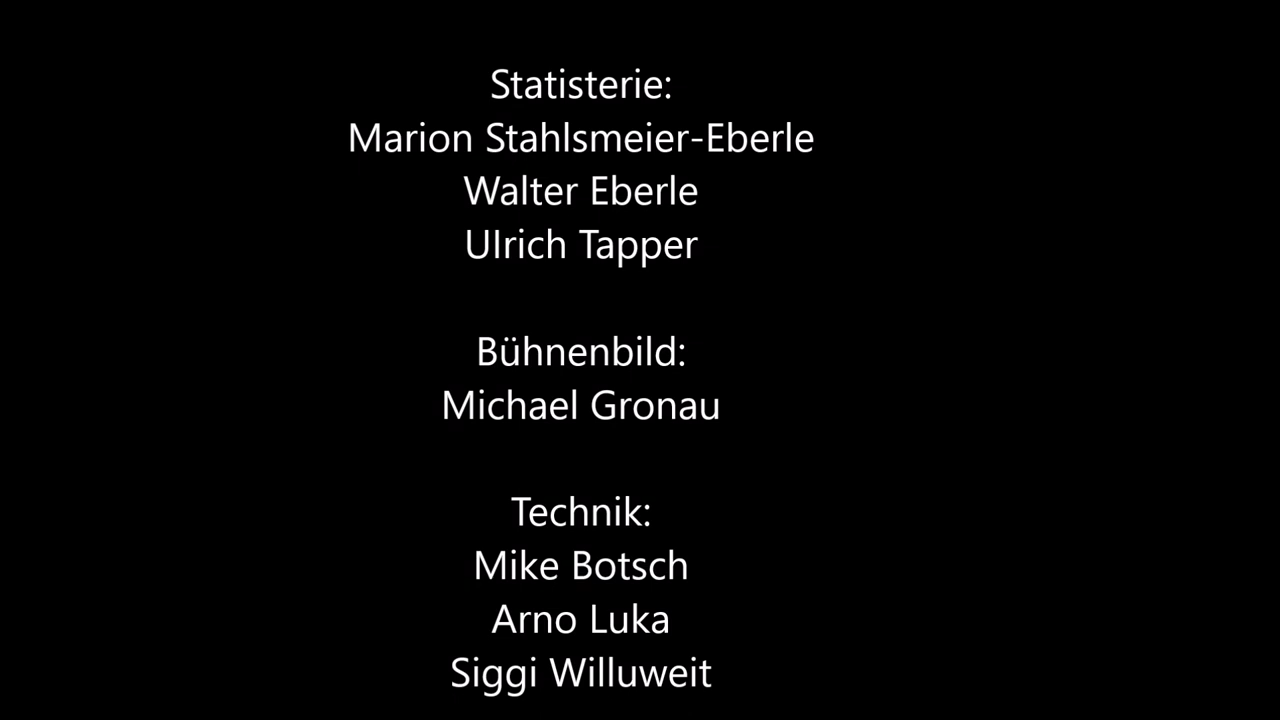 Statisterie:
Marion Stahlsmeier-Eberle
Walter Eberle
Ulrich Tapper
Bühnenbild:
Michael Gronau
Technik:
Mike Botsch
Arno Luka
Siggi Willuweit